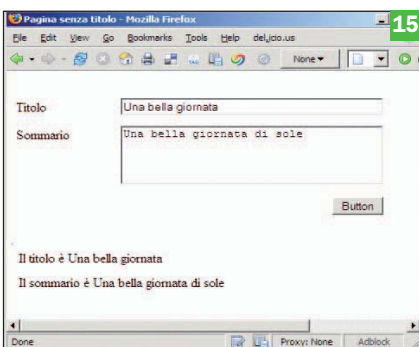 Pagina senza titolo - Mozilla Firefox
15
File Edit View Go Bookmarks Tools Help del.icio.us
None
Titolo Una bella giornata
Sommario Una bella giornata di sole
Button
Il titolo è Una bella giornata
Il sommario è Una bella giornata di sole
Done Proxy: None Adblock